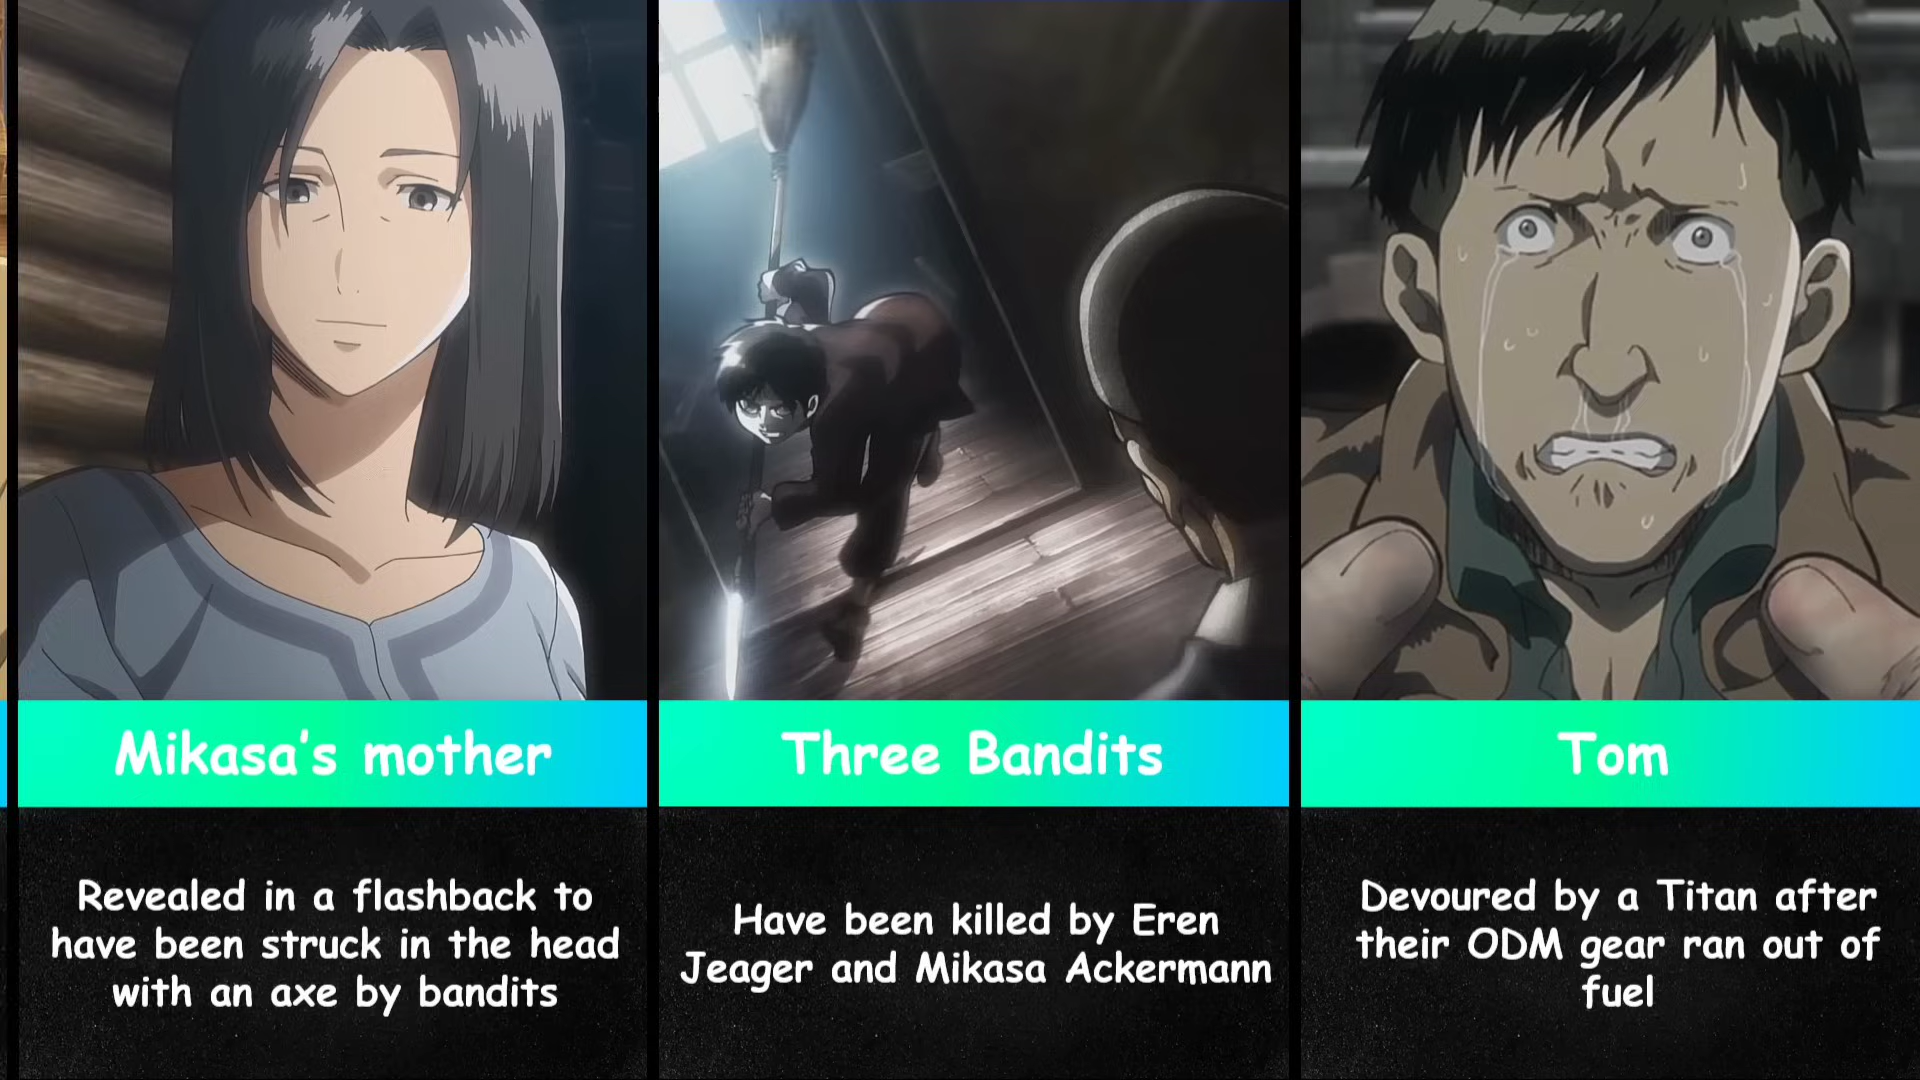 Mikasa's mother
Revealed in a flashback to
have been struck in the head
with an axe by bandits
Three Bandits
Have been killed by Eren
Jeager and Mikasa Ackermann
Tom
Devoured by a Titan after
their ODM gear ran out of
fuel